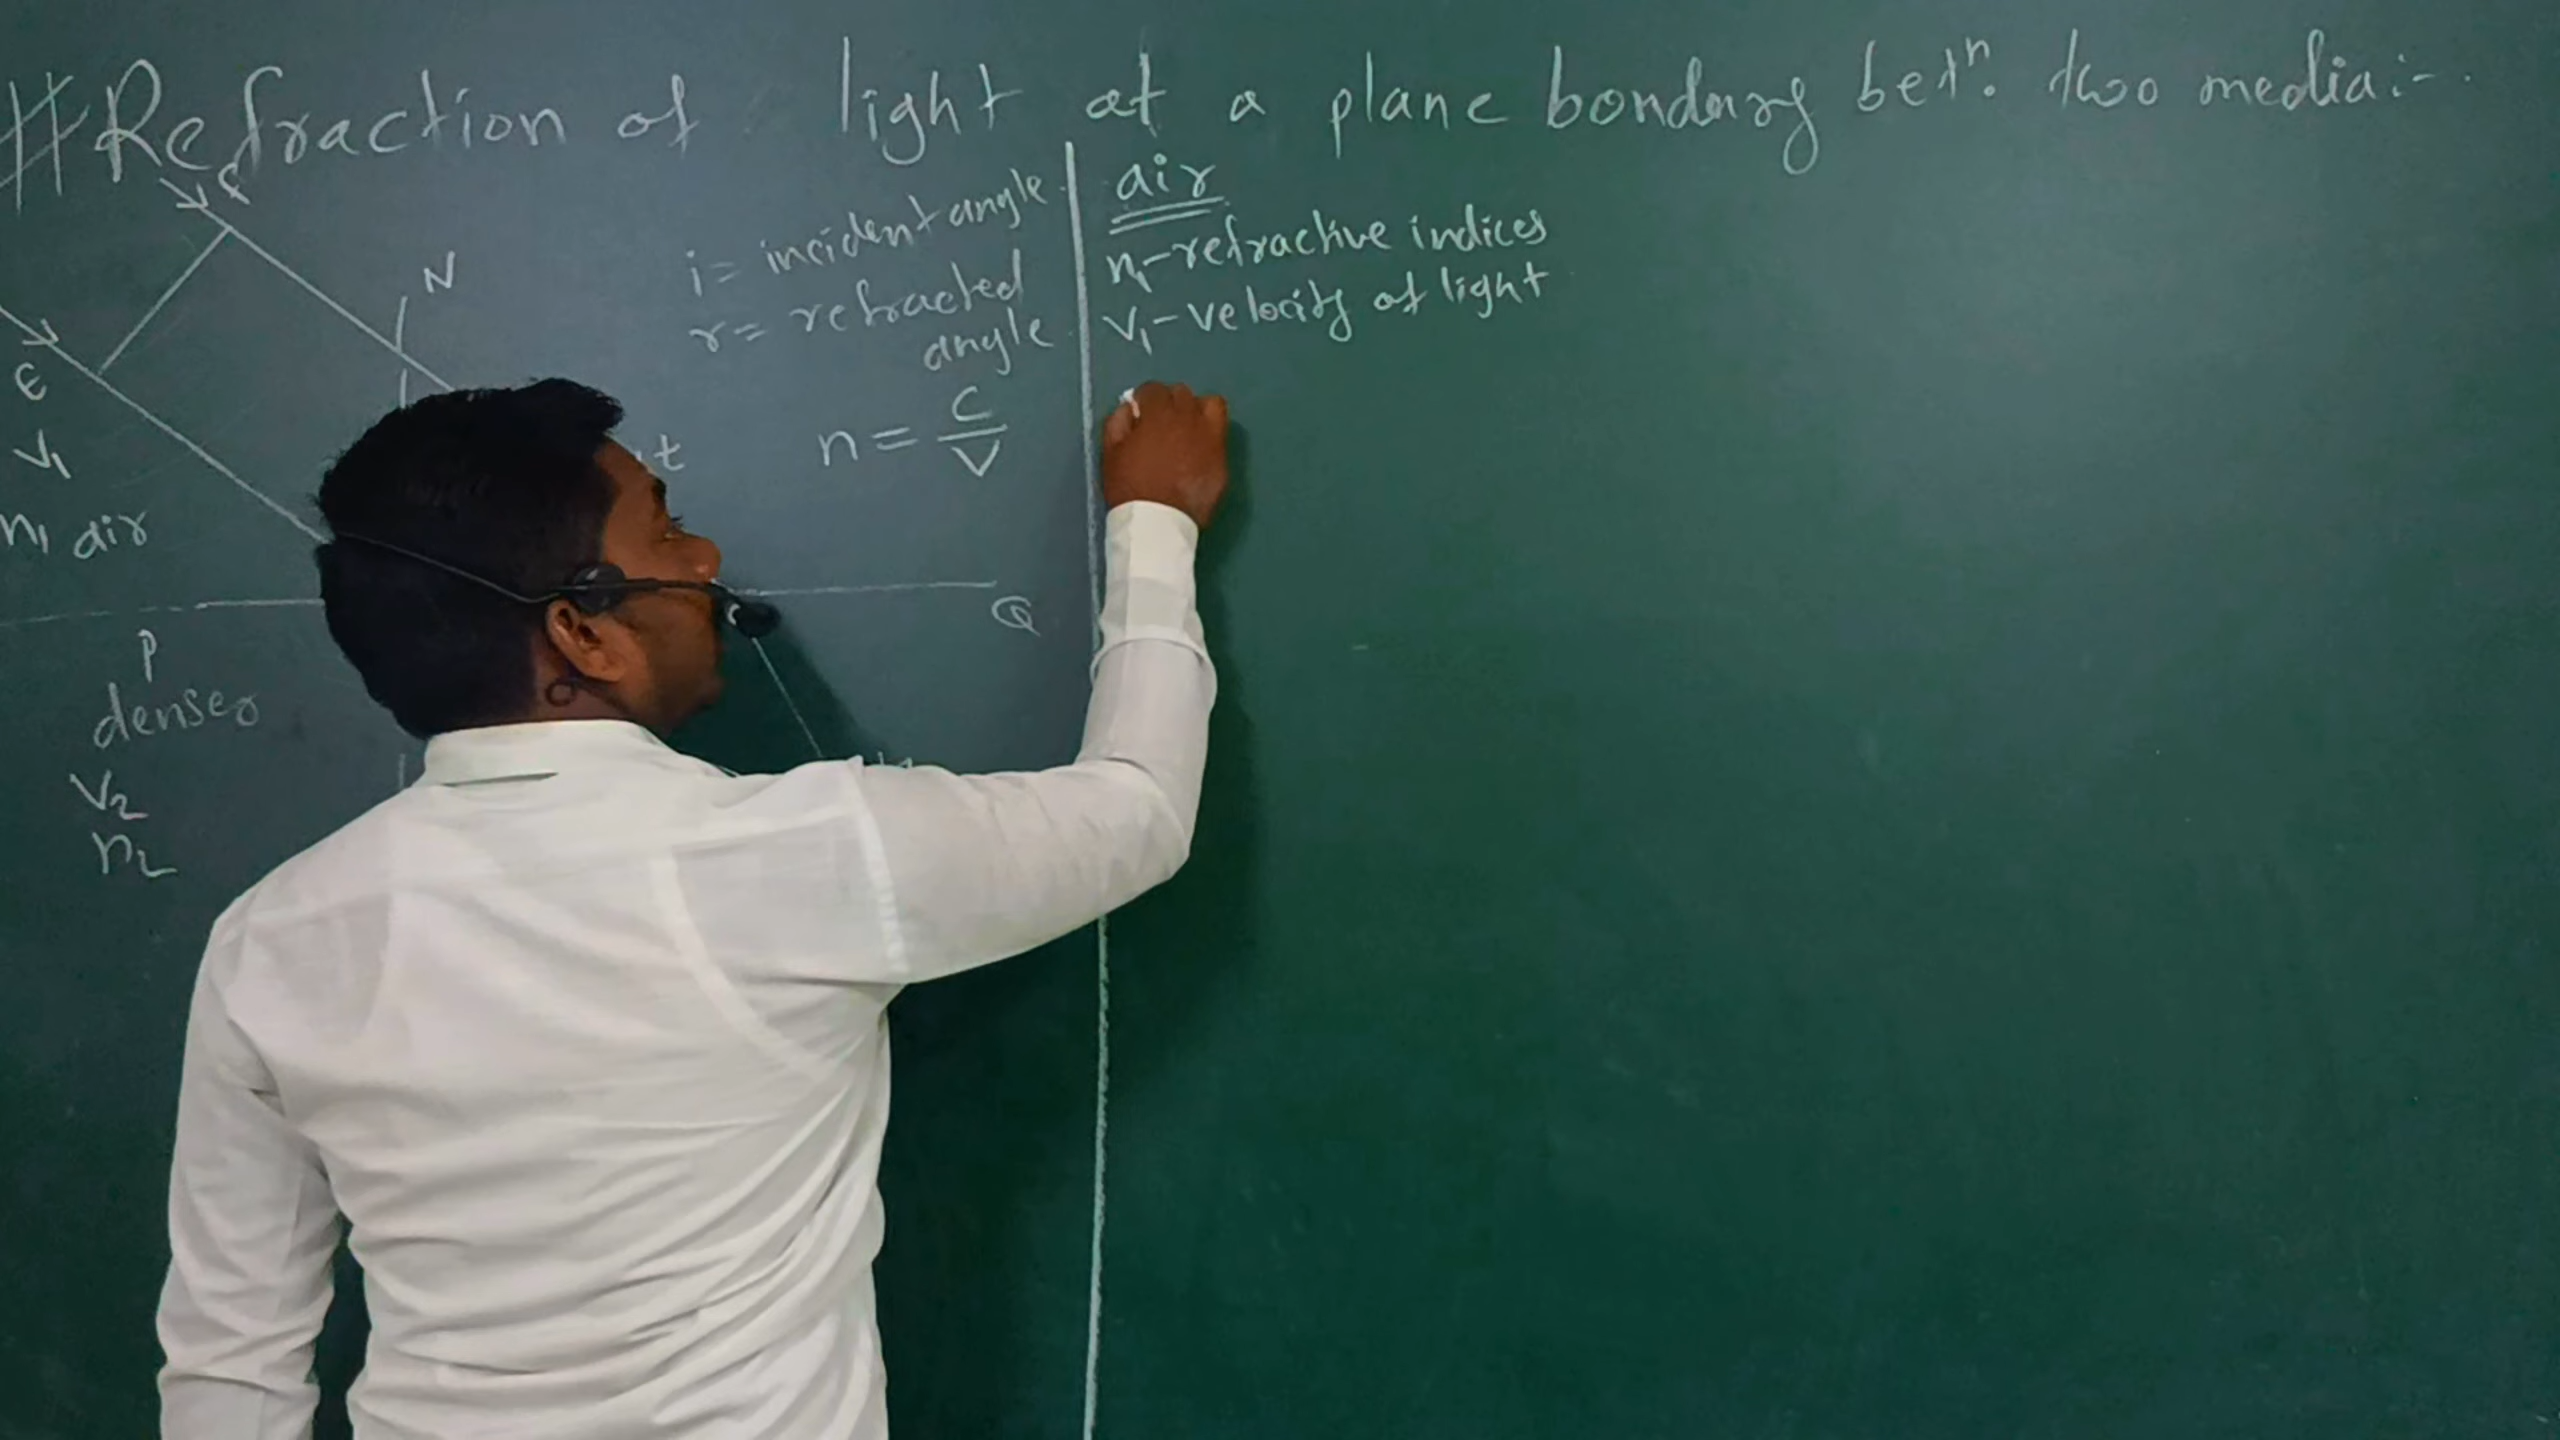 #Refraction of light at a plane bondary betⁿ. two media:-
i= incident angle
r= refracted
angle
n= C/V
air
n₁-refractive indices
V₁-velocity of light
N
E
V₁
n₁ air
t
P
Q
denser
V₂
n₂